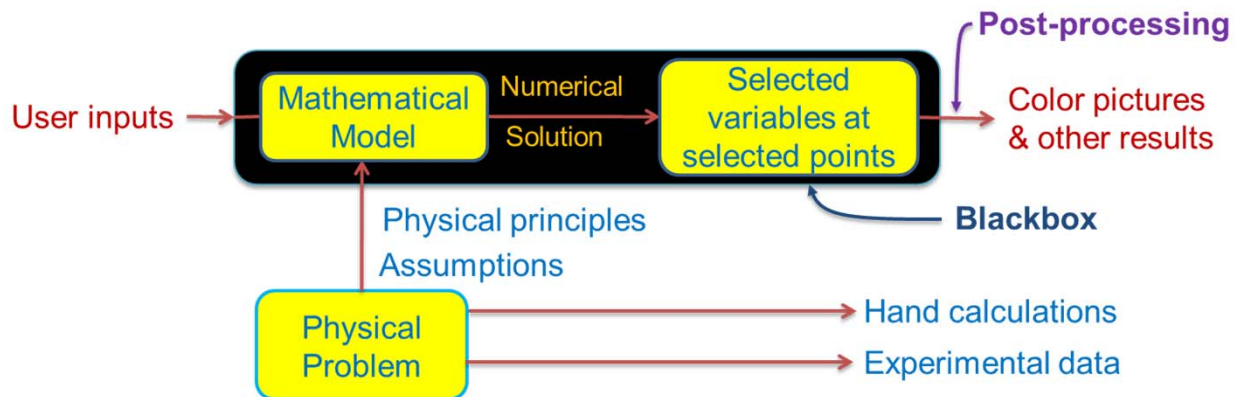 Post-processing
User inputs
Mathematical
Model
Numerical
Solution
Selected
variables at
selected points
Color pictures
& other results
Physical principles
Assumptions
Blackbox
Physical
Problem
Hand calculations
Experimental data